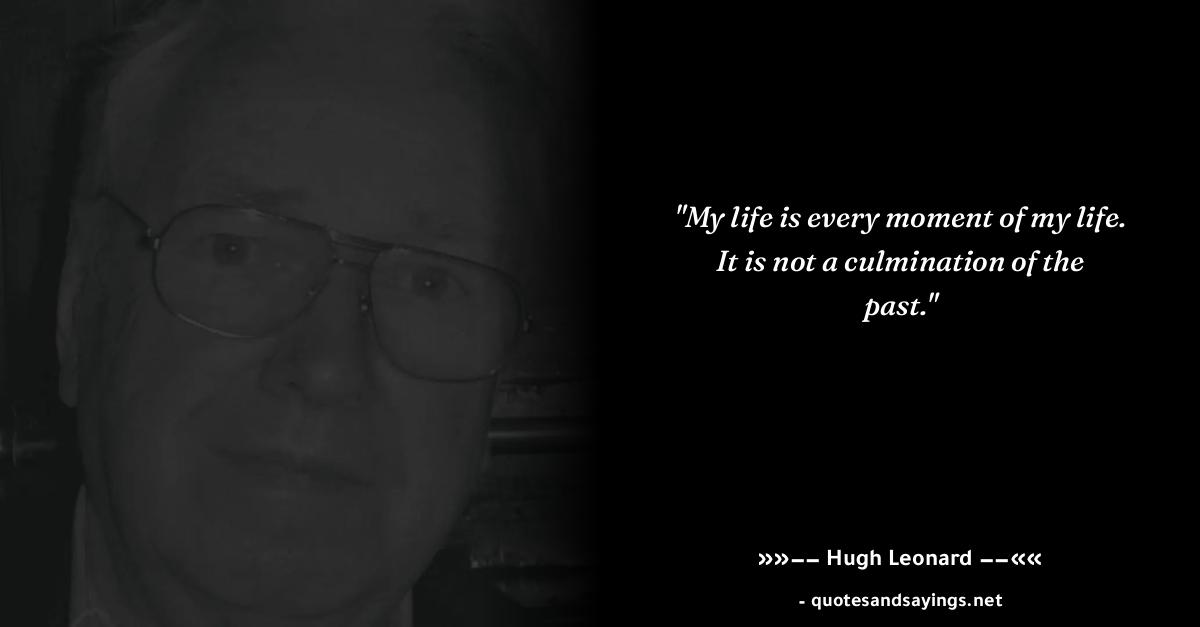 "My life is every moment of my life.
It is not a culmination of the
past."
»»–– Hugh Leonard ––««
- quotesandsayings.net